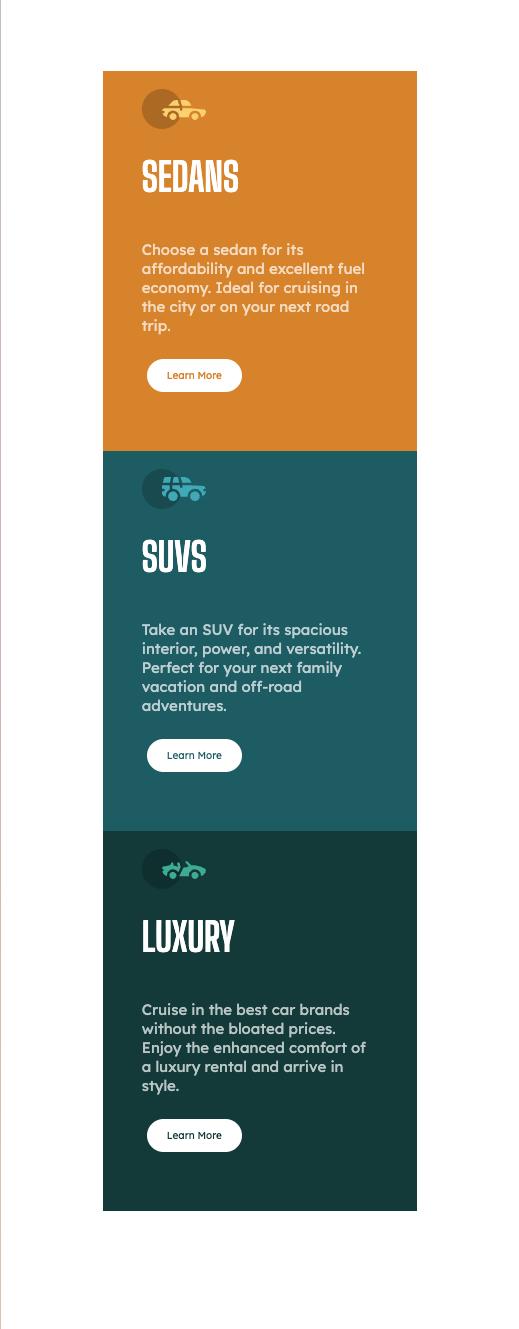 SEDANS
Choose a sedan for its
affordability and excellent fuel
economy. Ideal for cruising in
the city or on your next road
trip.
Learn More
SUVS
Take an SUV for its spacious
interior, power, and versatility.
Perfect for your next family
vacation and off-road
adventures.
Learn More
LUXURY
Cruise in the best car brands
without the bloated prices.
Enjoy the enhanced comfort of
a luxury rental and arrive in
style.
Learn More